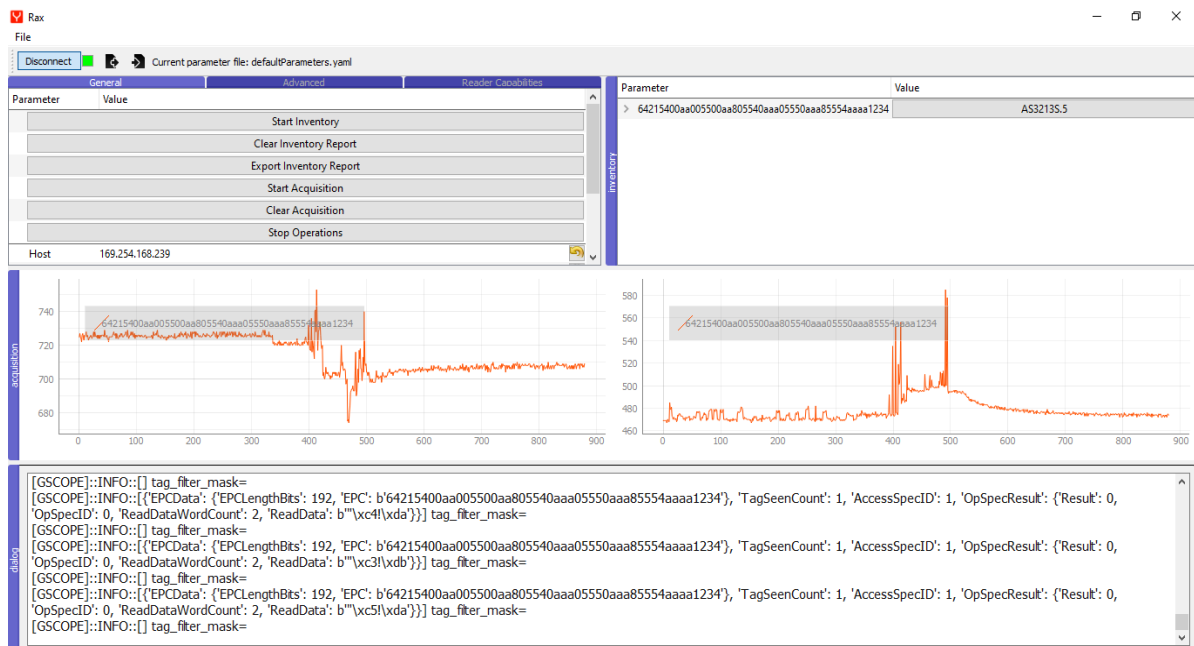 Rax
File
Disconnect Current parameter file: defaultParameters.yaml
General Advanced Reader Capabilities
Parameter Value
Start Inventory
Clear Inventory Report
Export Inventory Report
Start Acquisition
Clear Acquisition
Stop Operations
Host 169.254.168.239
inventory
Parameter Value
64215400aa005500aa805540aaa05550aaa85554aaaa1234 AS3213S.5
acquisition
740
720
700
680
64215400aa005500aa805540aaa05550aaa85554aaaa1234
0 100 200 300 400 500 600 700 800 900
580
560
540
520
500
480
460
64215400aa005500aa805540aaa05550aaa85554aaaa1234
0 100 200 300 400 500 600 700 800 900
dialog
[GSCOPE]::INFO::[] tag_filter_mask=
[GSCOPE]::INFO::[{'EPCData': {'EPCLengthBits': 192, 'EPC': b'64215400aa005500aa805540aaa05550aaa85554aaaa1234'}, 'TagSeenCount': 1, 'AccessSpecID': 1, 'OpSpecResult': {'Result': 0,
'OpSpecID': 0, 'ReadDataWordCount': 2, 'ReadData': b'"\xc4!\xda'}}] tag_filter_mask=
[GSCOPE]::INFO::[] tag_filter_mask=
[GSCOPE]::INFO::[{'EPCData': {'EPCLengthBits': 192, 'EPC': b'64215400aa005500aa805540aaa05550aaa85554aaaa1234'}, 'TagSeenCount': 1, 'AccessSpecID': 1, 'OpSpecResult': {'Result': 0,
'OpSpecID': 0, 'ReadDataWordCount': 2, 'ReadData': b'"\xc3!\xdb'}}] tag_filter_mask=
[GSCOPE]::INFO::[] tag_filter_mask=
[GSCOPE]::INFO::[{'EPCData': {'EPCLengthBits': 192, 'EPC': b'64215400aa005500aa805540aaa05550aaa85554aaaa1234'}, 'TagSeenCount': 1, 'AccessSpecID': 1, 'OpSpecResult': {'Result': 0,
'OpSpecID': 0, 'ReadDataWordCount': 2, 'ReadData': b'"\xc5!\xda'}}] tag_filter_mask=
[GSCOPE]::INFO::[] tag_filter_mask=